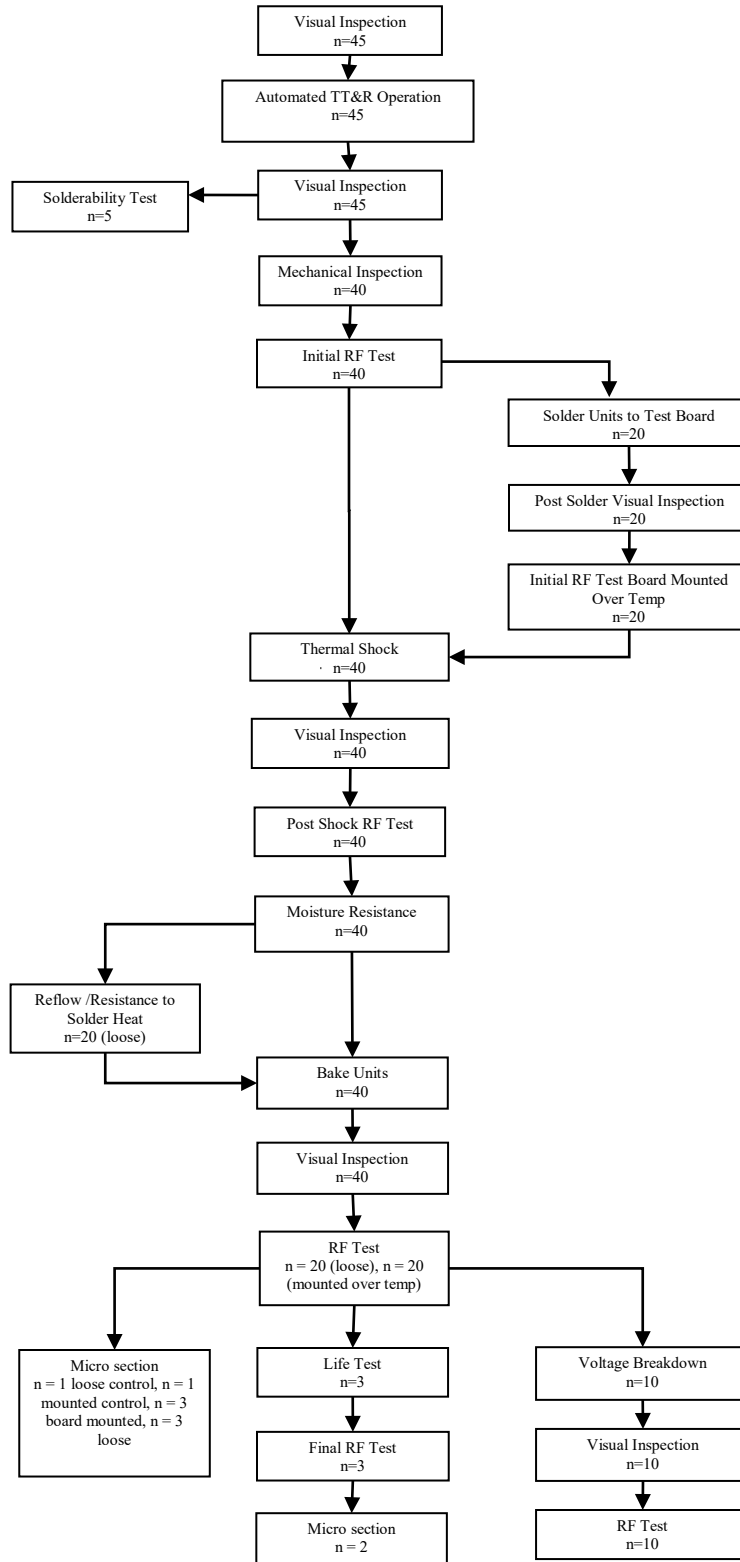 Visual Inspection
n=45
Automated TT&R Operation
n=45
Visual Inspection
n=45
Solderability Test
n=5
Mechanical Inspection
n=40
Initial RF Test
n=40
Solder Units to Test Board
n=20
Post Solder Visual Inspection
n=20
Initial RF Test Board Mounted
Over Temp
n=20
Thermal Shock
n=40
Visual Inspection
n=40
Post Shock RF Test
n=40
Moisture Resistance
n=40
Reflow /Resistance to
Solder Heat
n=20 (loose)
Bake Units
n=40
Visual Inspection
n=40
RF Test
n = 20 (loose), n = 20
(mounted over temp)
Micro section
n = 1 loose control, n = 1
mounted control, n = 3
board mounted, n = 3
loose
Life Test
n=3
Final RF Test
n=3
Micro section
n = 2
Voltage Breakdown
n=10
Visual Inspection
n=10
RF Test
n=10